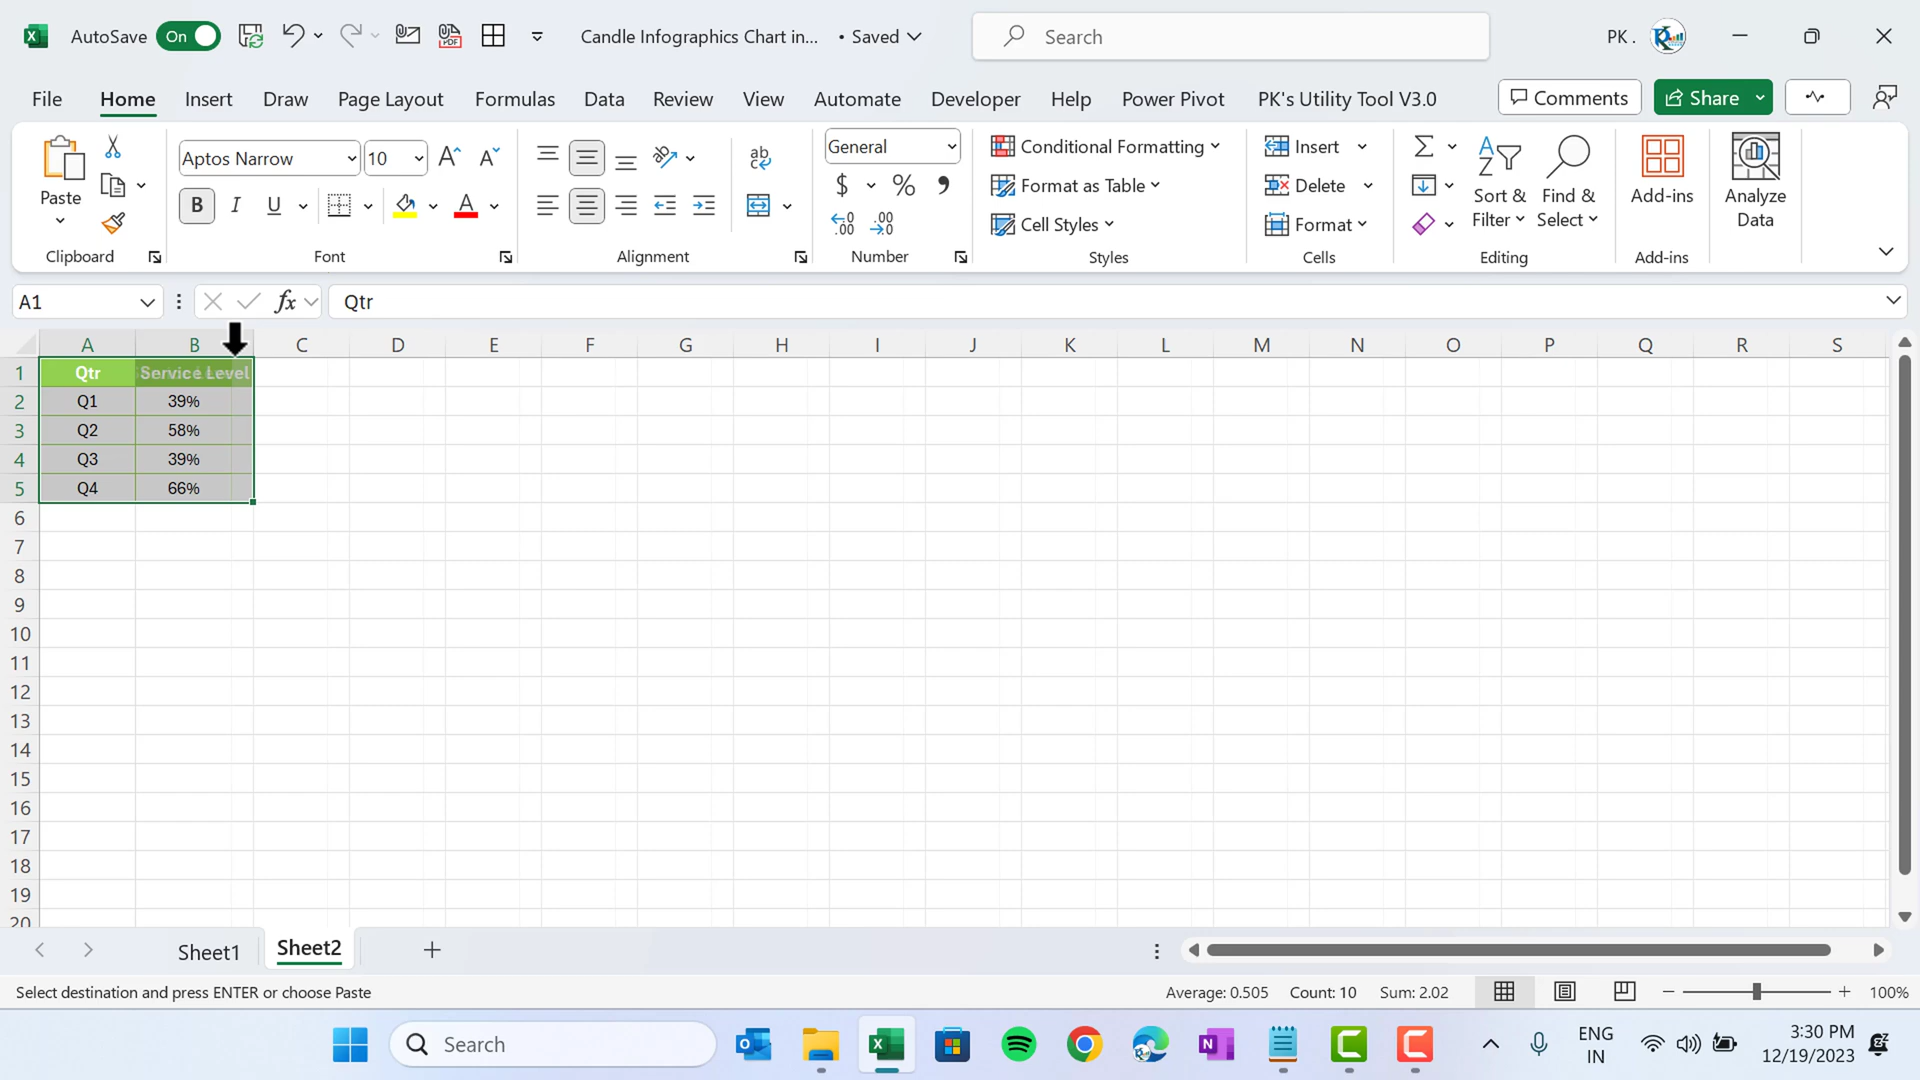 AutoSave On Candle Infographics Chart in... • Saved Search PK .
File Home Insert Draw Page Layout Formulas Data Review View Automate Developer Help Power Pivot PK's Utility Tool V3.0 Comments Share
Paste Aptos Narrow 10 General Conditional Formatting Format as Table Cell Styles Insert Delete Format Sort & Filter Find & Select Add-ins Analyze Data
Clipboard Font Alignment Number Styles Cells Editing Add-ins
A1 fx Qtr
A B C D E F G H I J K L M N O P Q R S
1 Qtr Service Level
2 Q1 39%
3 Q2 58%
4 Q3 39%
5 Q4 66%
6
7
8
9
10
11
12
13
14
15
16
17
18
19
20
Sheet1 Sheet2
Select destination and press ENTER or choose Paste Average: 0.505 Count: 10 Sum: 2.02 100%
Search ENG 3:30 PM
IN 12/19/2023